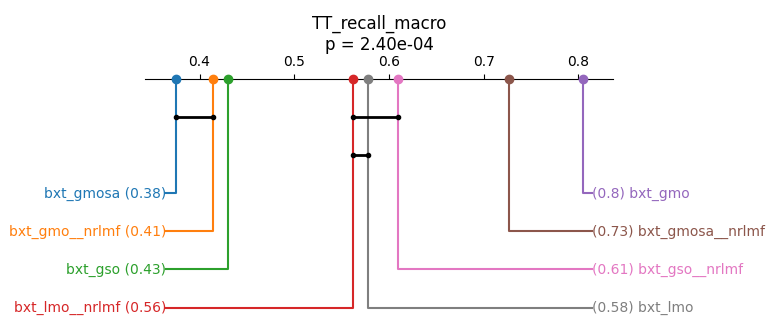 TT_recall_macro
p = 2.40e-04
0.4 0.5 0.6 0.7 0.8
bxt_gmosa (0.38) (0.8) bxt_gmo
bxt_gmo__nrlmf (0.41) (0.73) bxt_gmosa__nrlmf
bxt_gso (0.43) (0.61) bxt_gso__nrlmf
bxt_lmo__nrlmf (0.56) (0.58) bxt_lmo